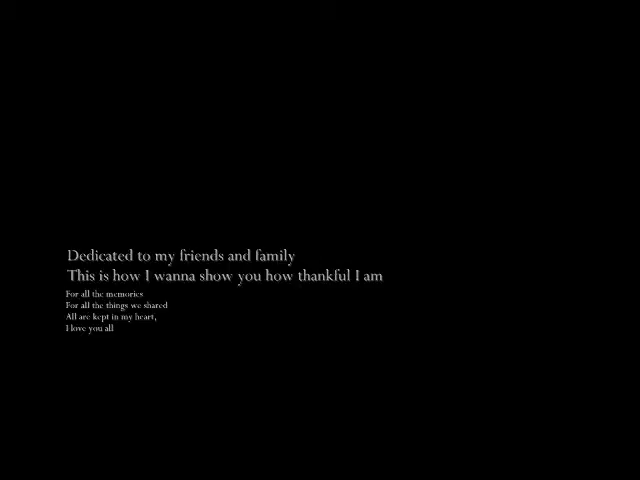 Dedicated to my friends and family
This is how I wanna show you how thankful I am
For all the memories
For all the things we shared
All are kept in my heart,
I love you all